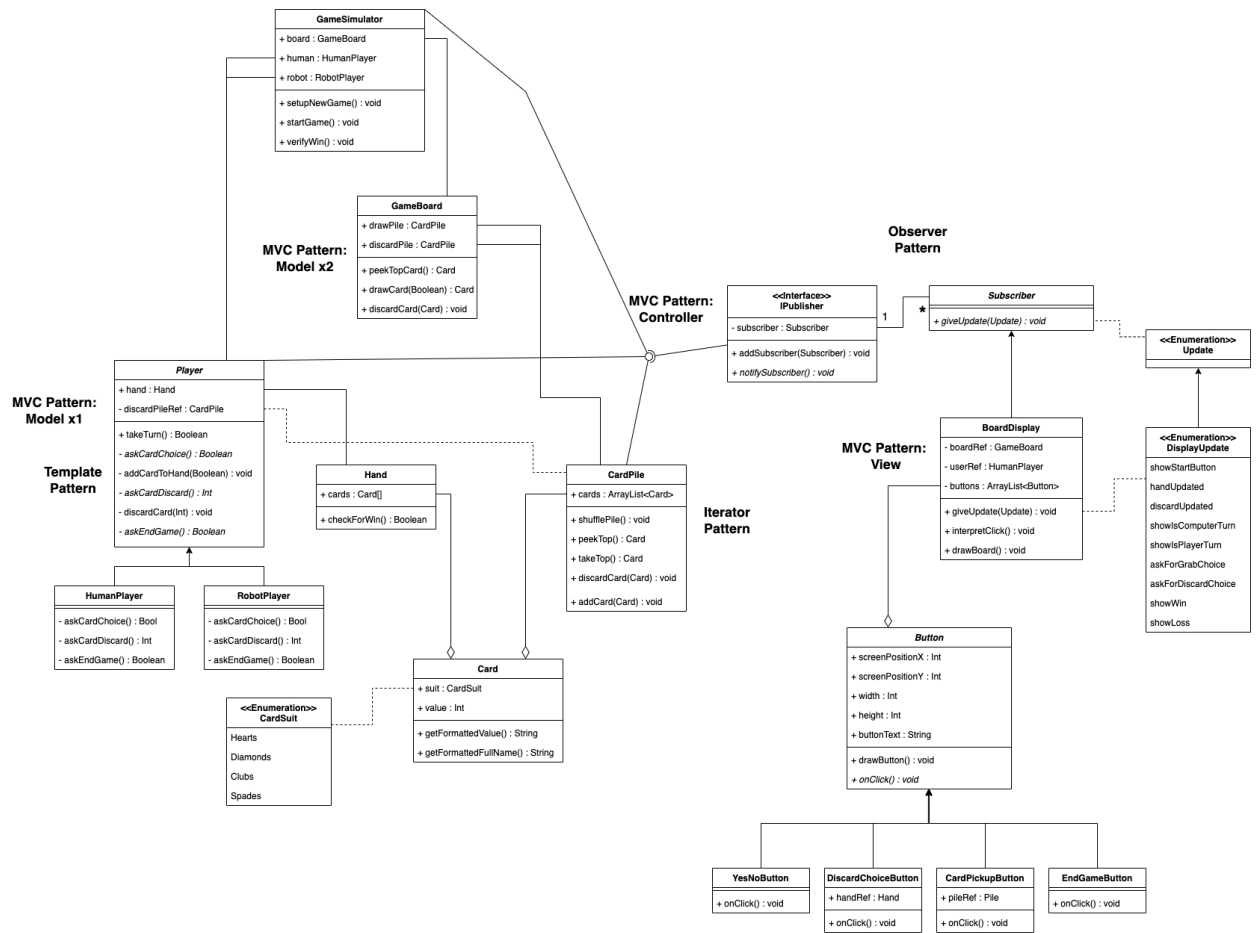 GameSimulator
+ board : GameBoard
+ human : HumanPlayer
+ robot : RobotPlayer
+ setupNewGame() : void
+ startGame() : void
+ verifyWin() : void
GameBoard
+ drawPile : CardPile
+ discardPile : CardPile
+ peekTopCard() : Card
+ drawCard(Boolean) : Card
+ discardCard(Card) : void
MVC Pattern:
Model x2
Observer
Pattern
MVC Pattern:
Controller
<<Interface>>
IPublisher
- subscriber : Subscriber
+ addSubscriber(Subscriber) : void
+ notifySubscriber() : void
1
*
Subscriber
+ giveUpdate(Update) : void
<<Enumeration>>
Update
Player
+ hand : Hand
- discardPileRef : CardPile
+ takeTurn() : Boolean
- askCardChoice() : Boolean
- addCardToHand(Boolean) : void
- askCardDiscard() : Int
- discardCard(Int) : void
- askEndGame() : Boolean
MVC Pattern:
Model x1
Template
Pattern
Hand
+ cards : Card[]
+ checkForWin() : Boolean
CardPile
+ cards : ArrayList<Card>
+ shufflePile() : void
+ peekTop() : Card
+ takeTop() : Card
+ discardCard(Card) : void
+ addCard(Card) : void
Iterator
Pattern
MVC Pattern:
View
BoardDisplay
- boardRef : GameBoard
- userRef : HumanPlayer
- buttons : ArrayList<Button>
+ giveUpdate(Update) : void
+ interpretClick() : void
+ drawBoard() : void
<<Enumeration>>
DisplayUpdate
showStartButton
handUpdated
discardUpdated
showIsComputerTurn
showIsPlayerTurn
askForGrabChoice
askForDiscardChoice
showWin
showLoss
HumanPlayer
- askCardChoice() : Bool
- askCardDiscard() : Int
- askEndGame() : Boolean
RobotPlayer
- askCardChoice() : Bool
- askCardDiscard() : Int
- askEndGame() : Boolean
Card
+ suit : CardSuit
+ value : Int
+ getFormattedValue() : String
+ getFormattedFullName() : String
<<Enumeration>>
CardSuit
Hearts
Diamonds
Clubs
Spades
Button
+ screenPositionX : Int
+ screenPositionY : Int
+ width : Int
+ height : Int
+ buttonText : String
+ drawButton() : void
+ onClick() : void
YesNoButton
+ onClick() : void
DiscardChoiceButton
+ handRef : Hand
+ onClick() : void
CardPickupButton
+ pileRef : Pile
+ onClick() : void
EndGameButton
+ onClick() : void